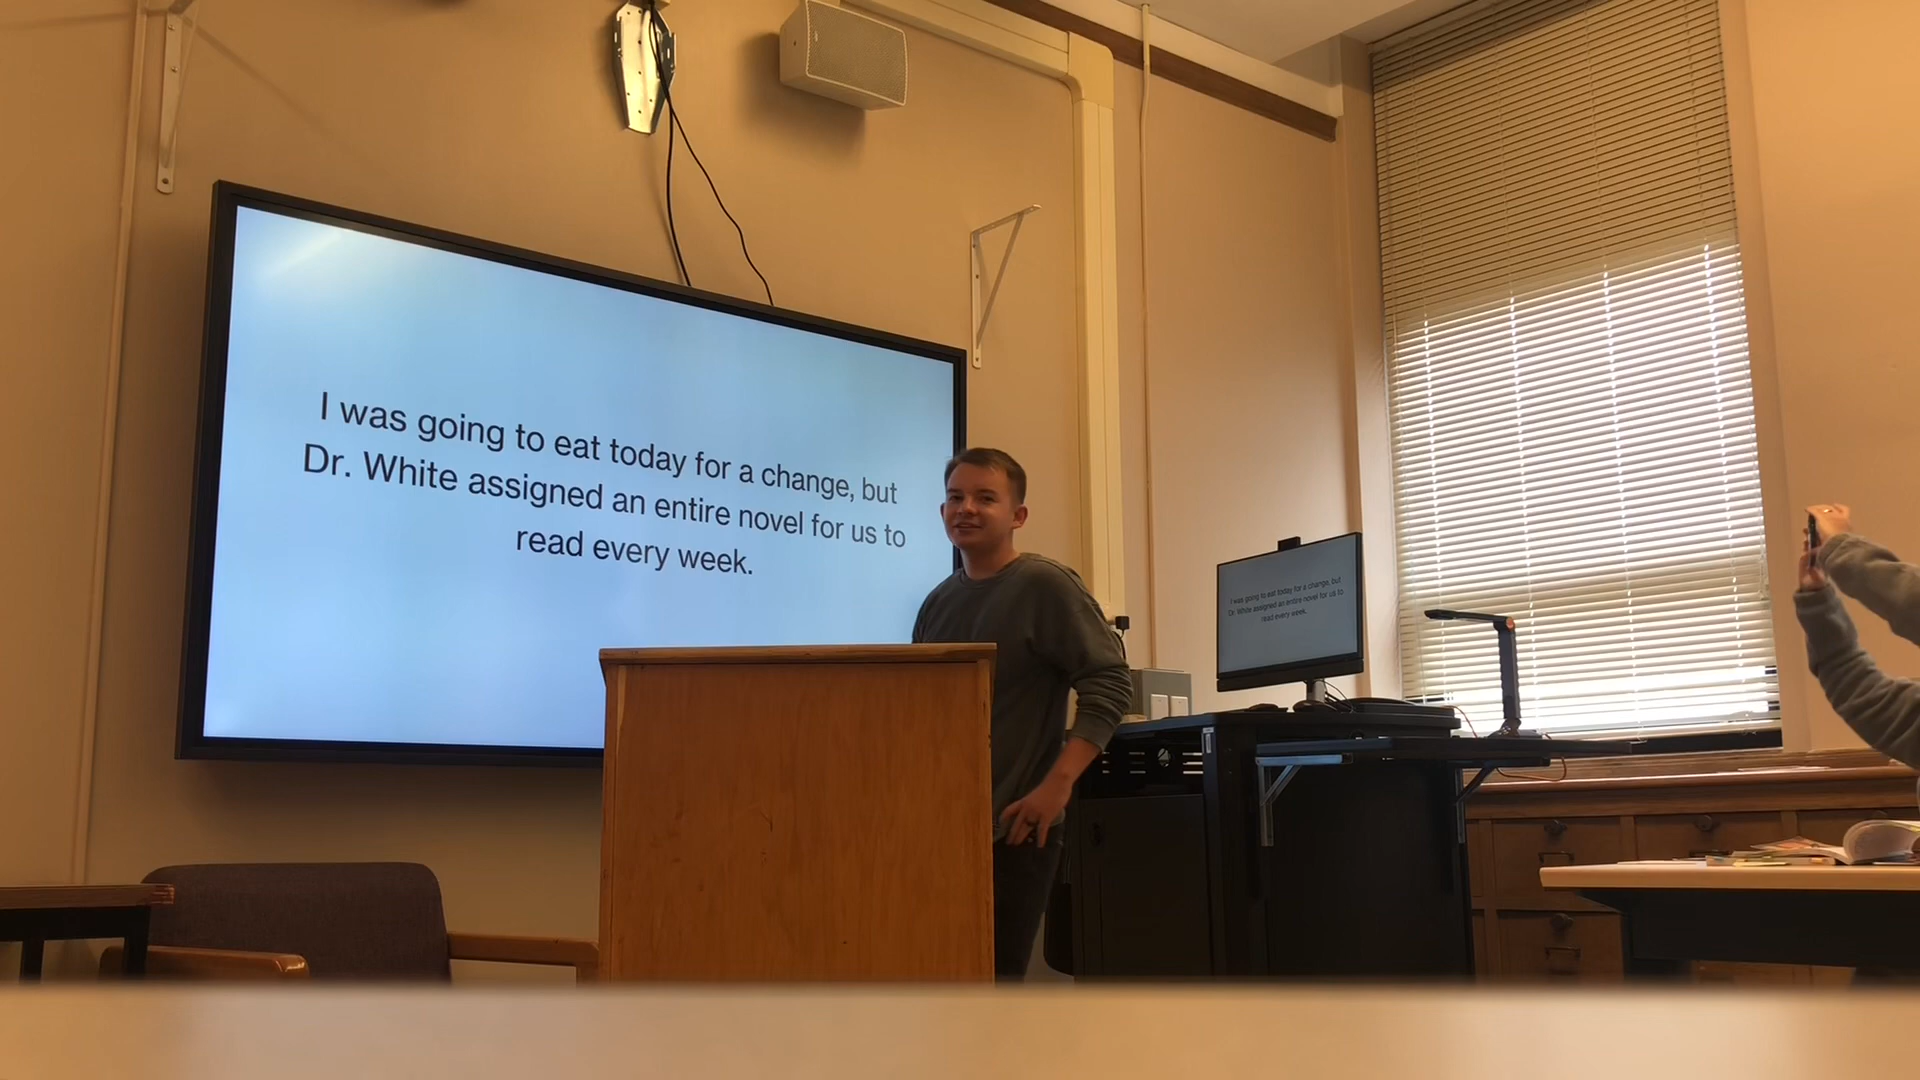 I was going to eat today for a change, but
Dr. White assigned an entire novel for us to
read every week.
I was going to eat today for a change, but
Dr. White assigned an entire novel for us to
read every week.